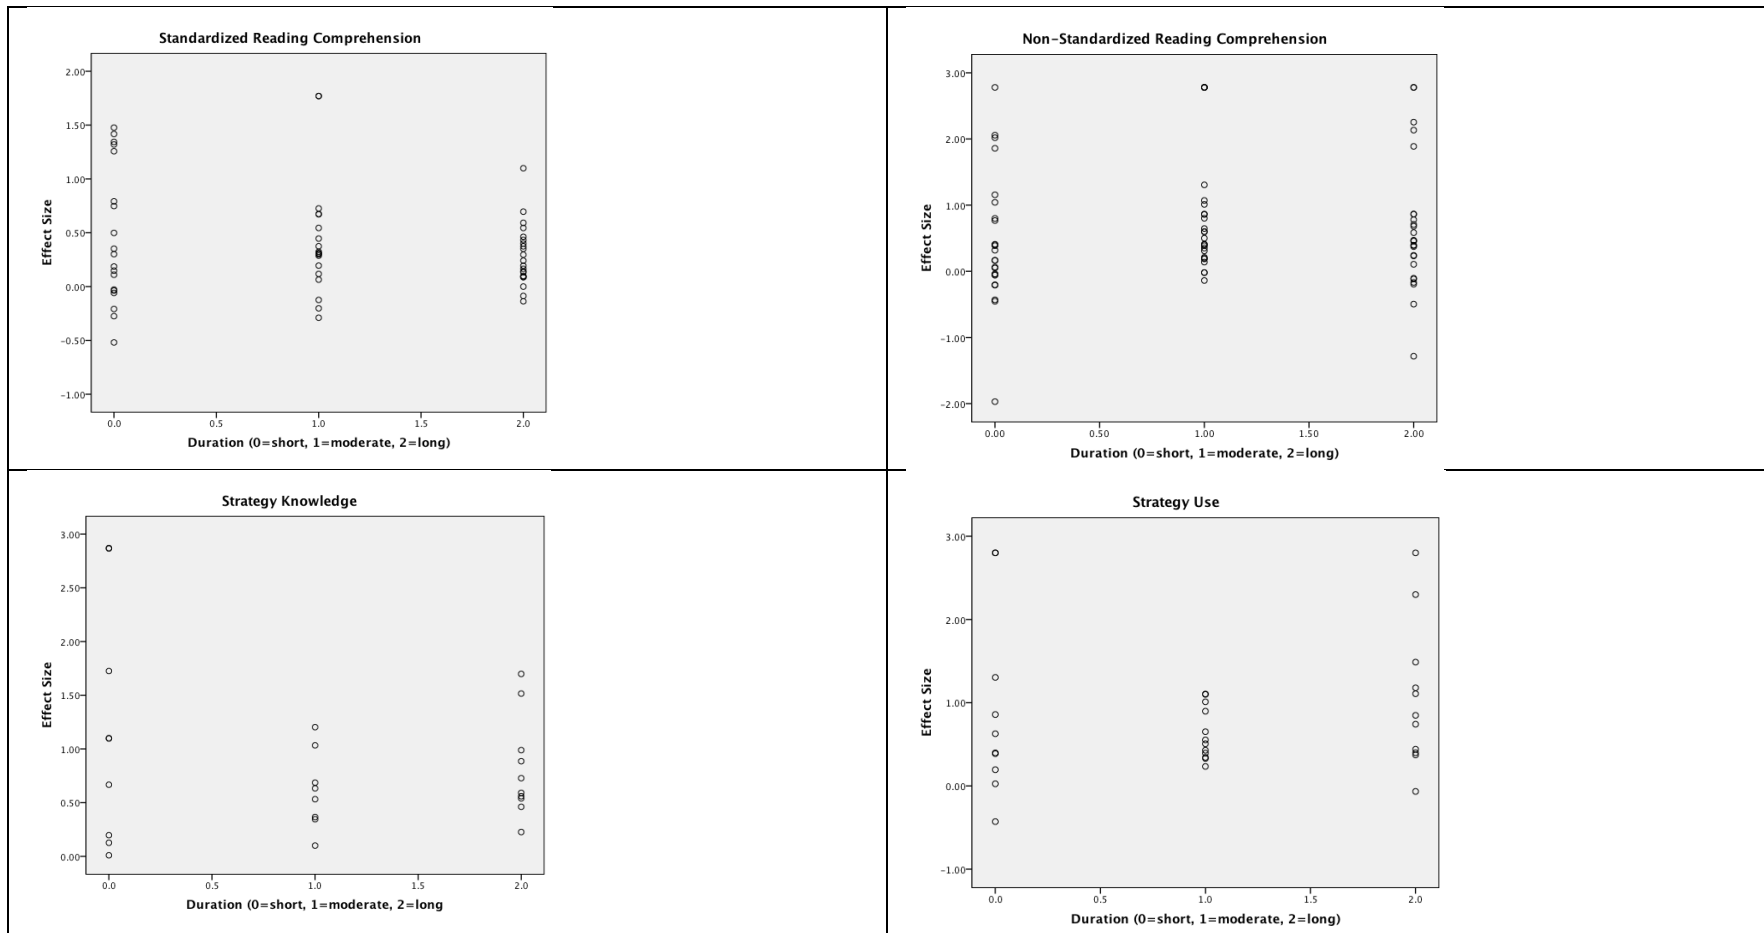 Standardized Reading Comprehension
2.00
1.50
1.00
0.50
0.00
−0.50
−1.00
Effect Size
0.0 0.5 1.0 1.5 2.0
Duration (0=short, 1=moderate, 2=long)
Non-Standardized Reading Comprehension
3.00
2.00
1.00
0.00
−1.00
−2.00
Effect Size
0.00 0.50 1.00 1.50 2.00
Duration (0=short, 1=moderate, 2=long)
Strategy Knowledge
3.00
2.50
2.00
1.50
1.00
0.50
0.00
Effect Size
0.0 0.5 1.0 1.5 2.0
Duration (0=short, 1=moderate, 2=long
Strategy Use
3.00
2.00
1.00
0.00
−1.00
Effect Size
0.0 0.5 1.0 1.5 2.0
Duration (0=short, 1=moderate, 2=long)